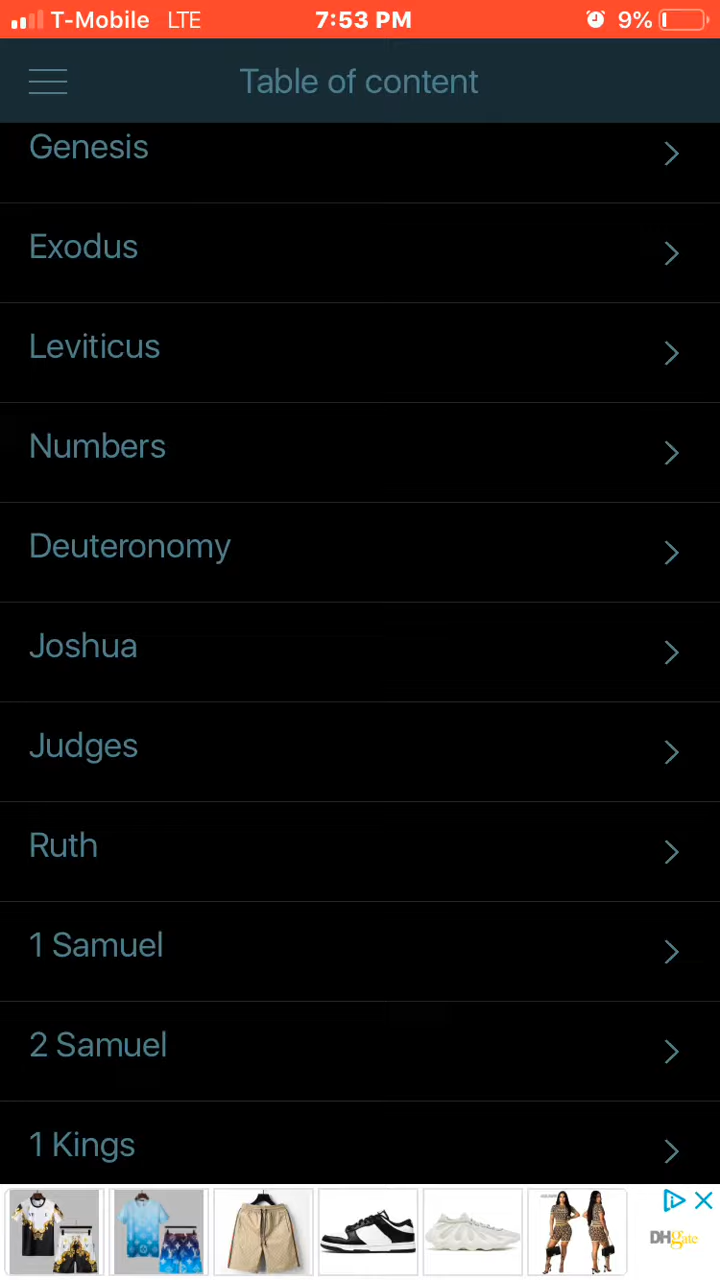 T-Mobile LTE 7:53 PM 9%
Table of content
Genesis
Exodus
Leviticus
Numbers
Deuteronomy
Joshua
Judges
Ruth
1 Samuel
2 Samuel
1 Kings
DHgate